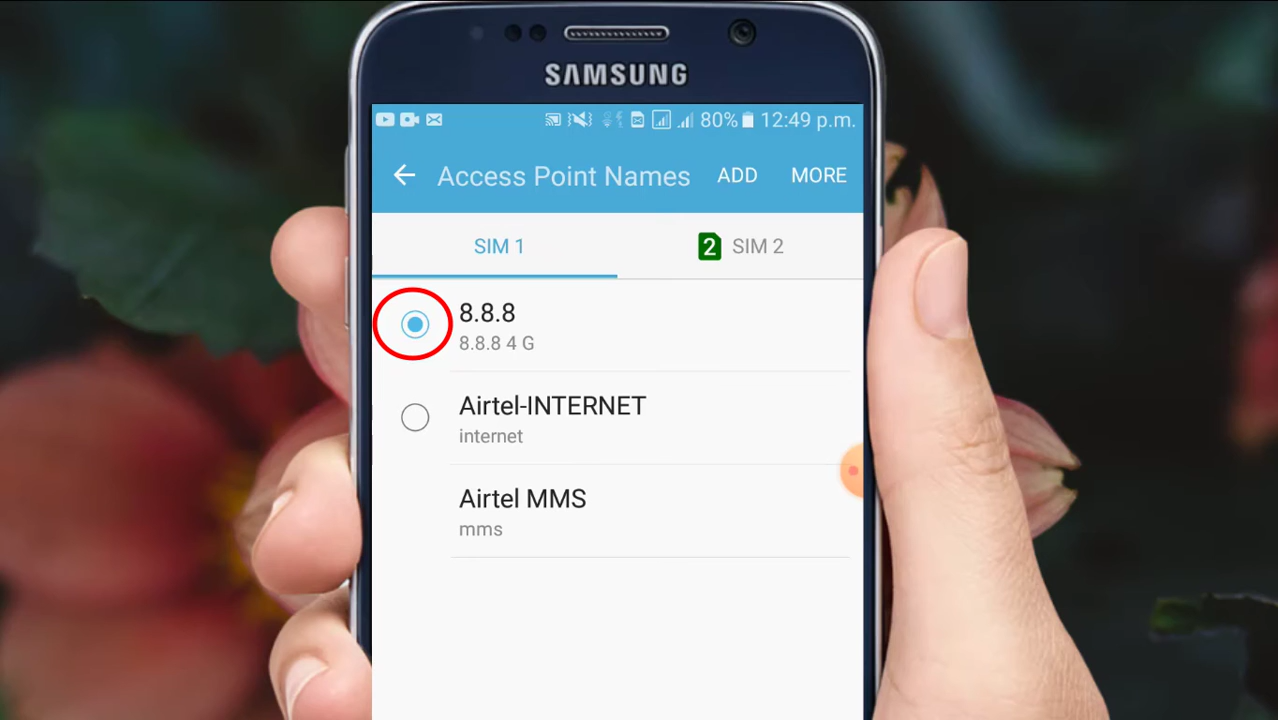 SAMSUNG
80% 12:49 p.m.
Access Point Names ADD MORE
SIM 1 2 SIM 2
8.8.8
8.8.8 4 G
Airtel-INTERNET
internet
Airtel MMS
mms